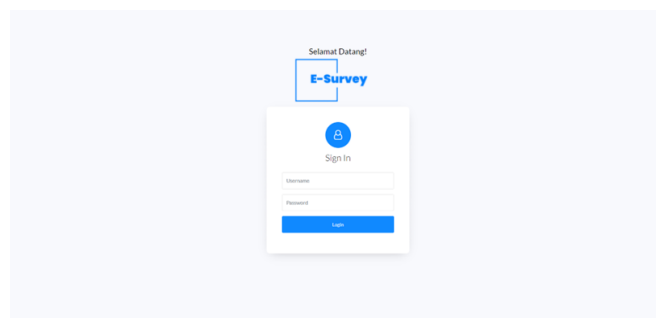 Selamat Datang!
E-Survey
Sign In
Username
Password
Login